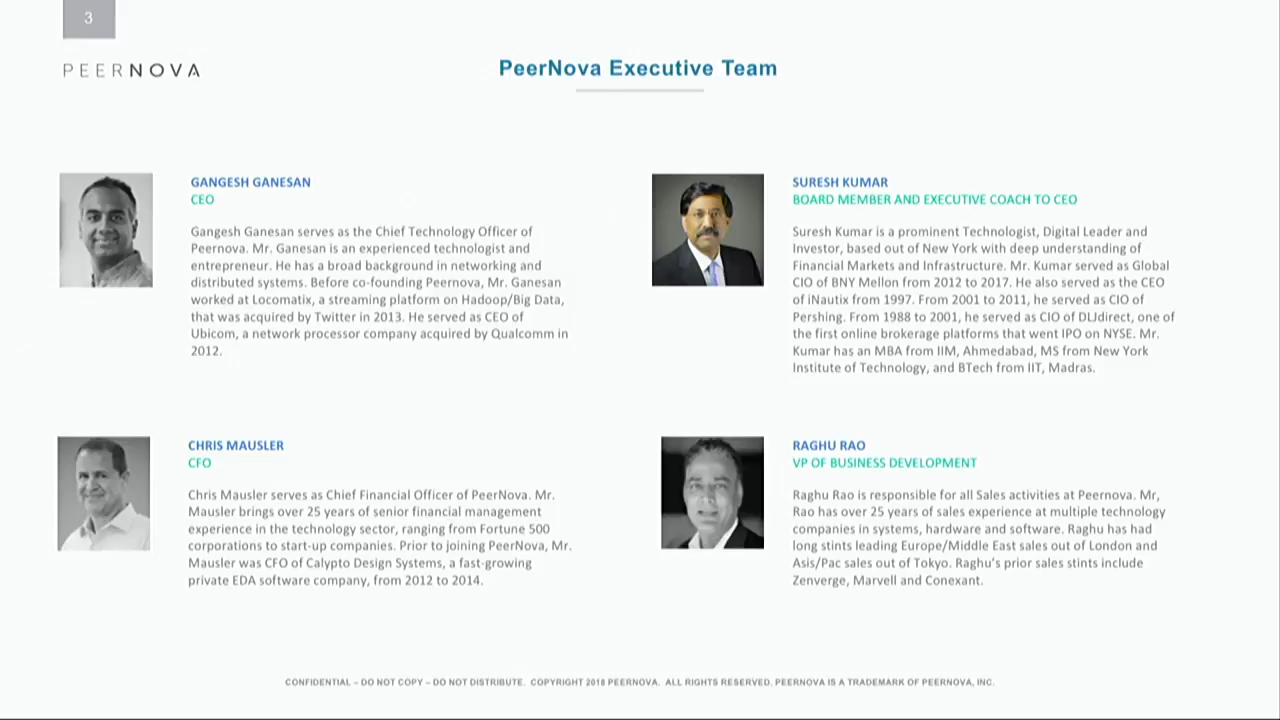 3
PEERNOVA
PeerNova Executive Team
GANGESH GANESAN
CEO
Gangesh Ganesan serves as the Chief Technology Officer of
Peernova. Mr. Ganesan is an experienced technologist and
entrepreneur. He has a broad background in networking and
distributed systems. Before co-founding Peernova, Mr. Ganesan
worked at Locomatix, a streaming platform on Hadoop/Big Data,
that was acquired by Twitter in 2013. He served as CEO of
Ubicom, a network processor company acquired by Qualcomm in
2012.
SURESH KUMAR
BOARD MEMBER AND EXECUTIVE COACH TO CEO
Suresh Kumar is a prominent Technologist, Digital Leader and
Investor, based out of New York with deep understanding of
Financial Markets and Infrastructure. Mr. Kumar served as Global
CIO of BNY Mellon from 2012 to 2017. He also served as the CEO
of iNautix from 1997. From 2001 to 2011, he served as CIO of
Pershing. From 1988 to 2001, he served as CIO of DLJdirect, one of
the first online brokerage platforms that went IPO on NYSE. Mr.
Kumar has an MBA from IIM, Ahmedabad, MS from New York
Institute of Technology, and BTech from IIT, Madras.
CHRIS MAUSLER
CFO
Chris Mausler serves as Chief Financial Officer of PeerNova. Mr.
Mausler brings over 25 years of senior financial management
experience in the technology sector, ranging from Fortune 500
corporations to start-up companies. Prior to joining PeerNova, Mr.
Mausler was CFO of Calypto Design Systems, a fast-growing
private EDA software company, from 2012 to 2014.
RAGHU RAO
VP OF BUSINESS DEVELOPMENT
Raghu Rao is responsible for all Sales activities at Peernova. Mr,
Rao has over 25 years of sales experience at multiple technology
companies in systems, hardware and software. Raghu has had
long stints leading Europe/Middle East sales out of London and
Asis/Pac sales out of Tokyo. Raghu's prior sales stints include
Zenverge, Marvell and Conexant.
CONFIDENTIAL – DO NOT COPY – DO NOT DISTRIBUTE. COPYRIGHT 2018 PEERNOVA. ALL RIGHTS RESERVED. PEERNOVA IS A TRADEMARK OF PEERNOVA, INC.